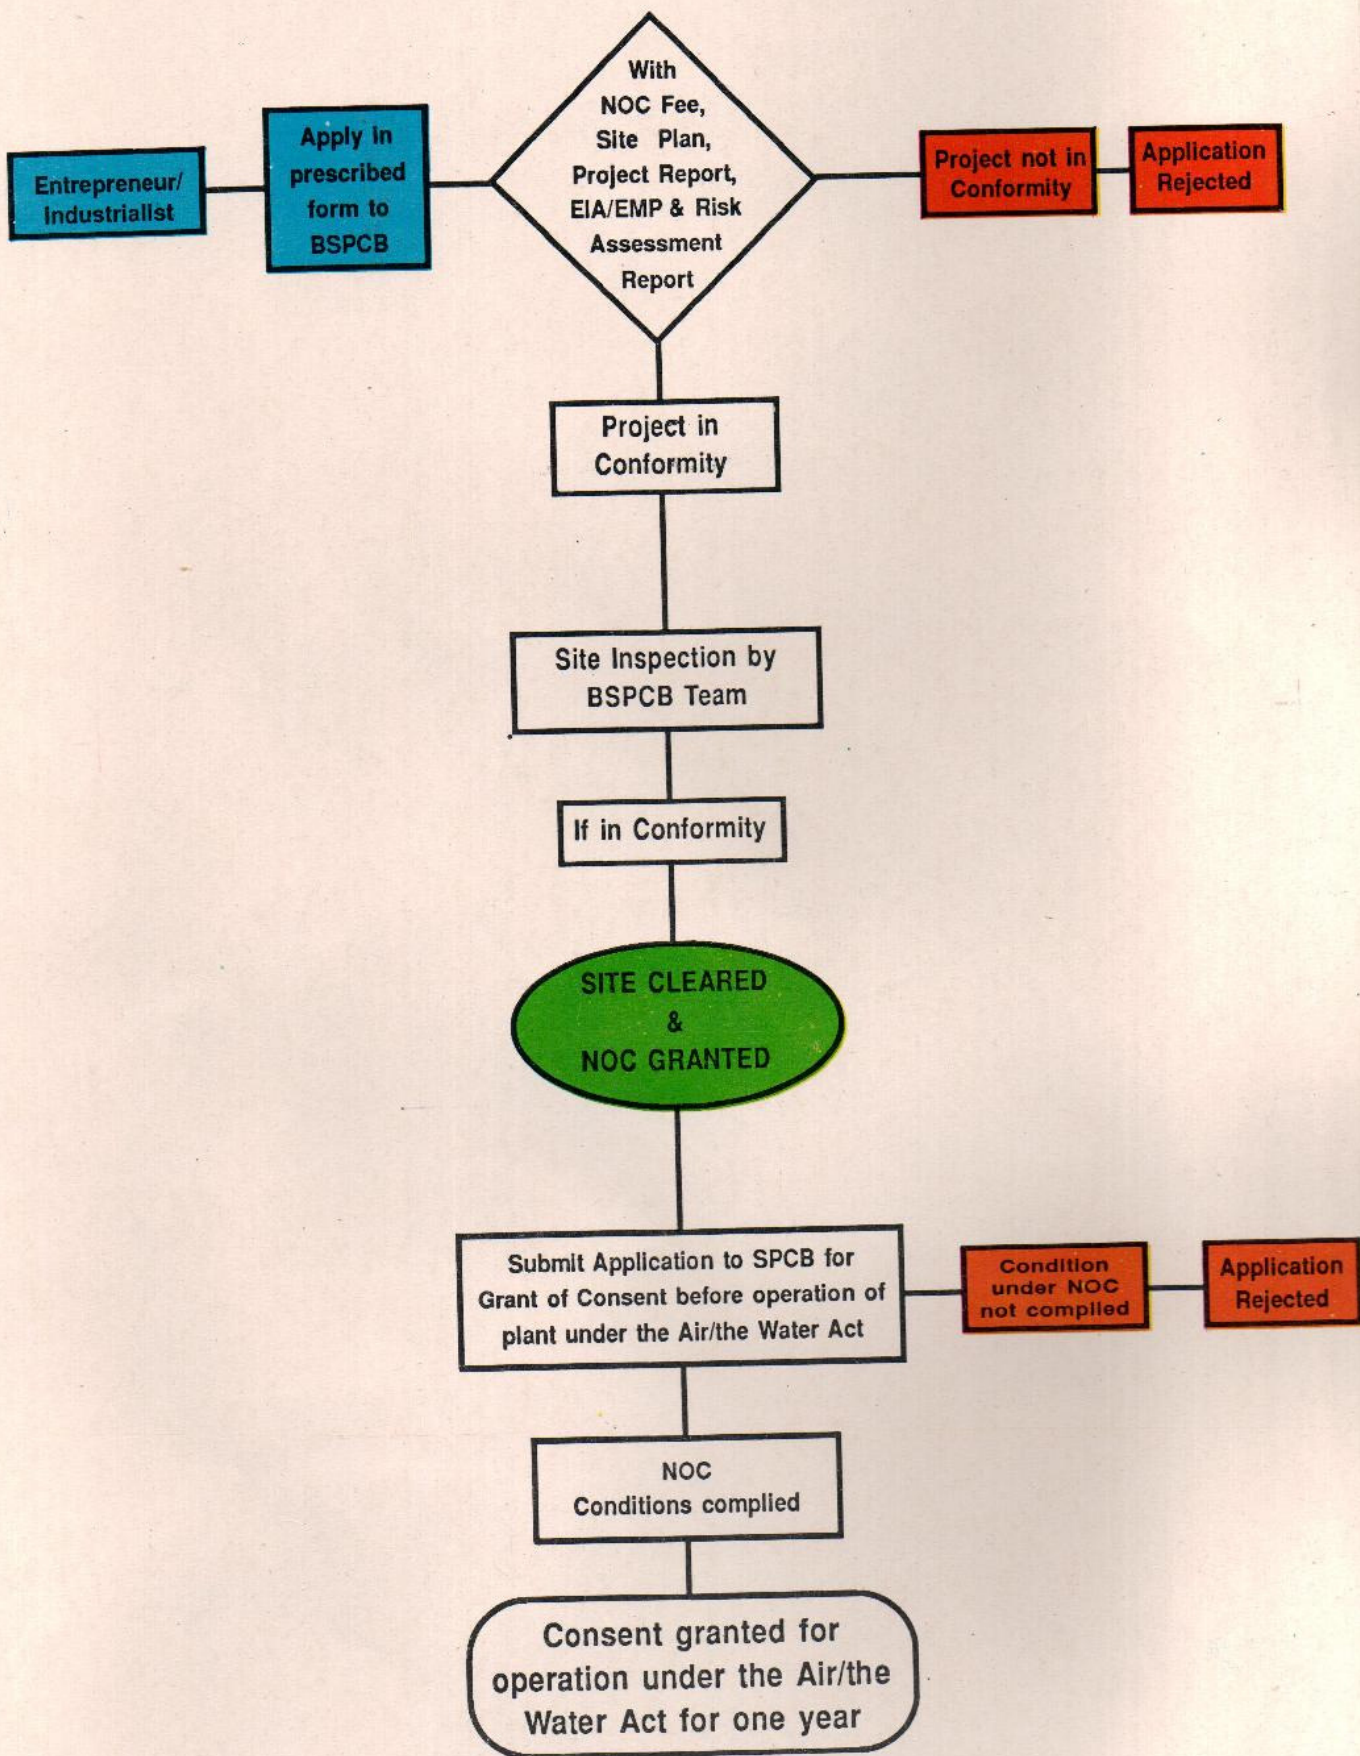 Entrepreneur/
Industrialist
Apply in
prescribed
form to
BSPCB
With
NOC Fee,
Site Plan,
Project Report,
EIA/EMP & Risk
Assessment
Report
Project not in
Conformity
Application
Rejected
Project in
Conformity
Site Inspection by
BSPCB Team
If in Conformity
SITE CLEARED
&
NOC GRANTED
Submit Application to SPCB for
Grant of Consent before operation of
plant under the Air/the Water Act
Condition
under NOC
not complied
Application
Rejected
NOC
Conditions complied
Consent granted for
operation under the Air/the
Water Act for one year